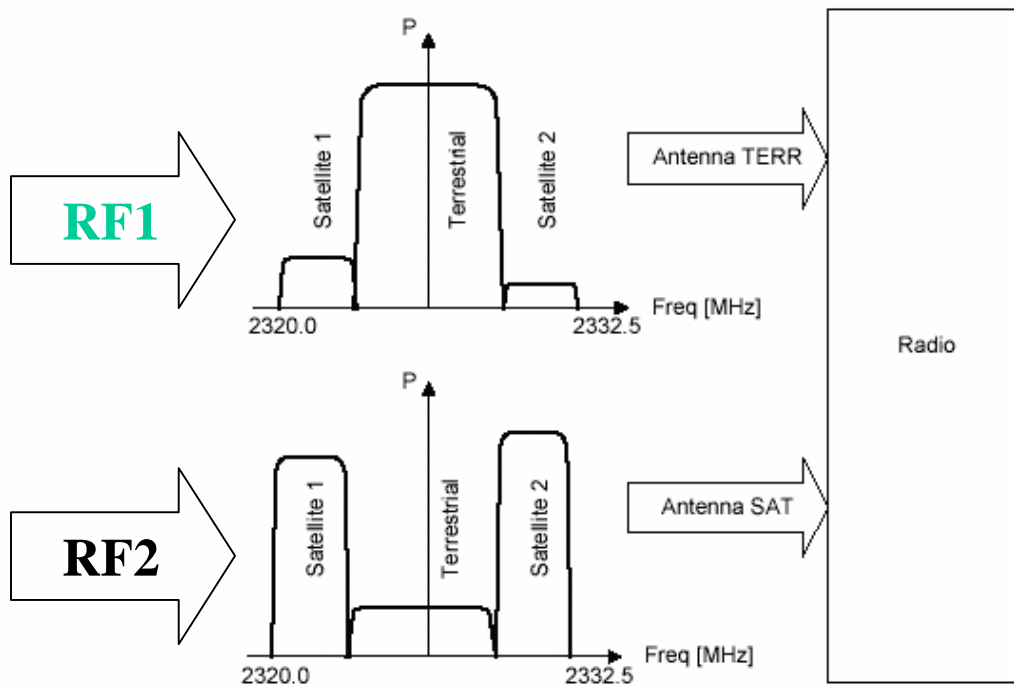 P
Satellite 1
Terrestrial
Satellite 2
Antenna TERR
RF1
Freq [MHz]
2320.0
2332.5
Radio
P
Satellite 1
Terrestrial
Satellite 2
Antenna SAT
RF2
Freq [MHz]
2320.0
2332.5